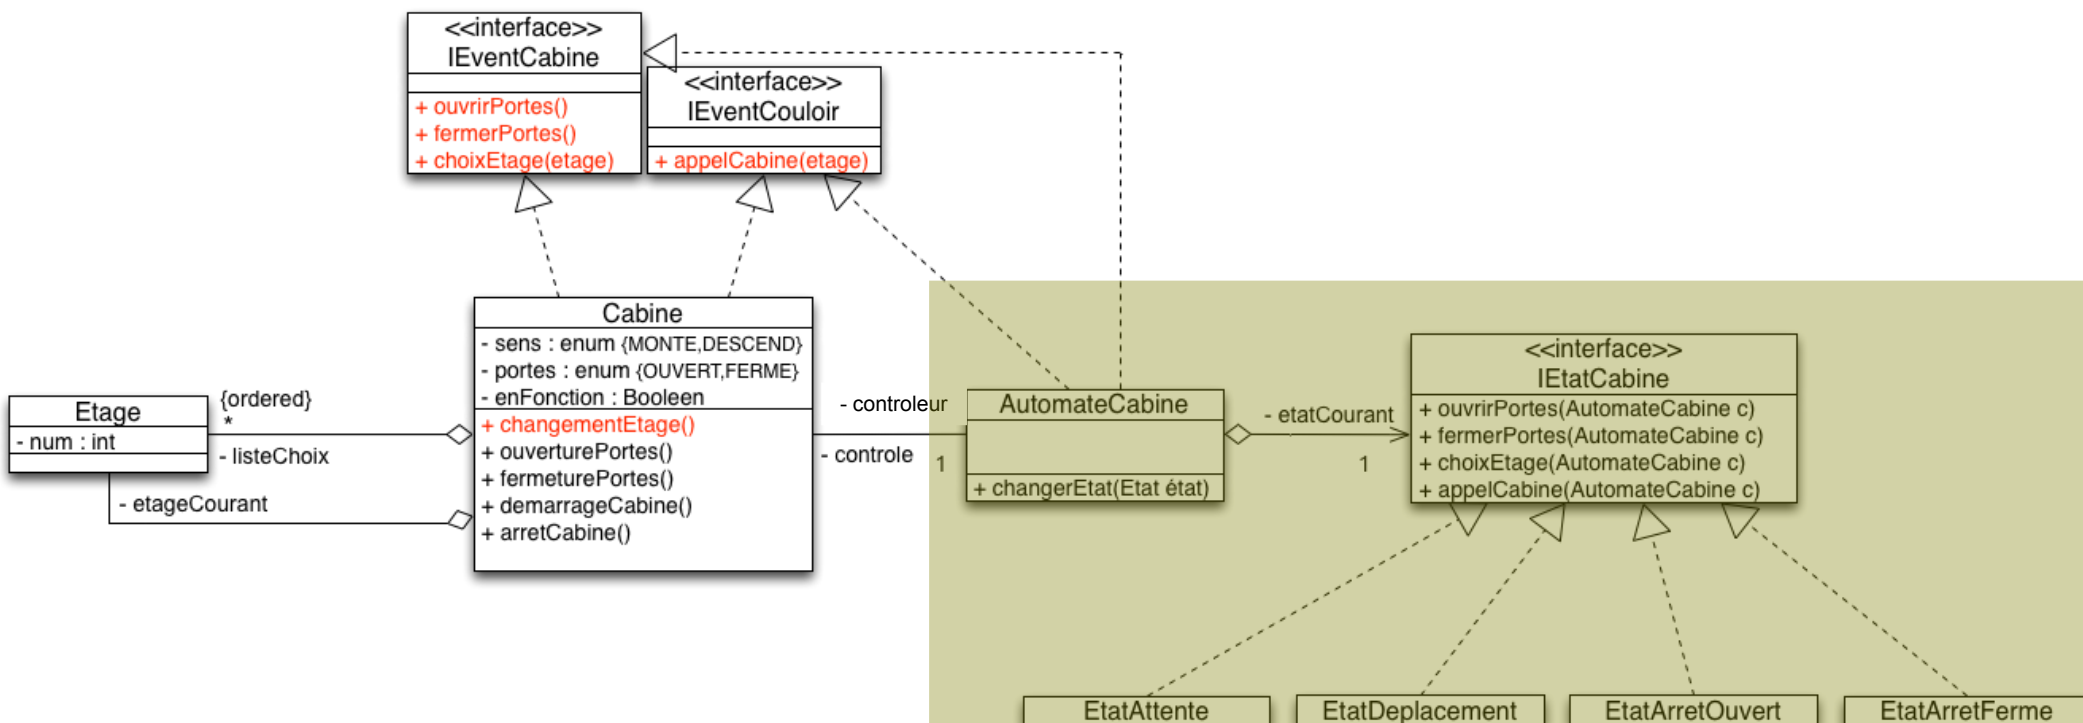 <<interface>>
IEventCabine
+ ouvrirPortes()
+ fermerPortes()
+ choixEtage(etage)
<<interface>>
IEventCouloir
+ appelCabine(etage)
Cabine
- sens : enum {MONTE,DESCEND}
- portes : enum {OUVERT,FERME}
- enFonction : Booleen
+ changementEtage()
+ ouverturePortes()
+ fermeturePortes()
+ demarrageCabine()
+ arretCabine()
Etage
- num : int
{ordered}
*
- listeChoix
- etageCourant
- controleur
- controle
1
AutomateCabine
+ changerEtat(Etat état)
- etatCourant
1
<<interface>>
IEtatCabine
+ ouvrirPortes(AutomateCabine c)
+ fermerPortes(AutomateCabine c)
+ choixEtage(AutomateCabine c)
+ appelCabine(AutomateCabine c)
EtatAttente
EtatDeplacement
EtatArretOuvert
EtatArretFerme